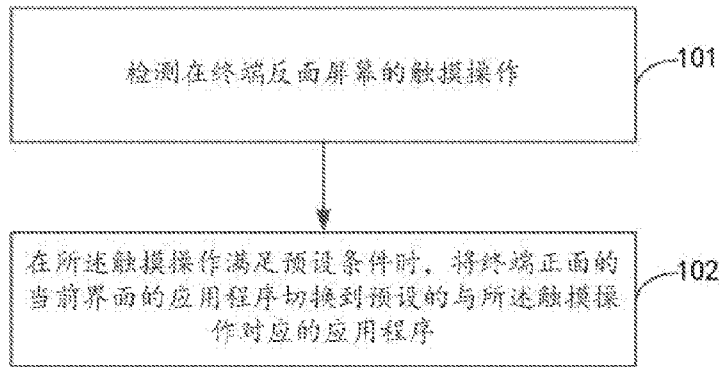 检测在终端反面屏幕的触摸操作
101
在所述触摸操作满足预设条件时，将终端正面的
当前界面的应用程序切换到预设的与所述触摸操
作对应的应用程序
102